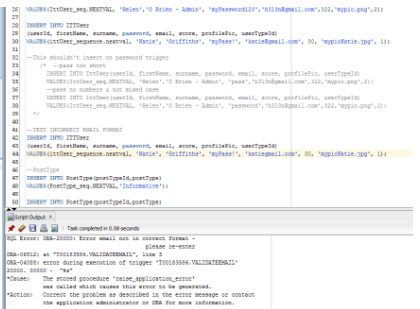 26 VALUES(IttUser_seq.NEXTVAL, 'Helen','O Brien - Admin', 'myPassword123', 'h303n@gmail.com',322,'mypic.png',2);
27
28 INSERT INTO ITTUser
29 (userId, firstName, surname, password, email, score, profilePic, userTypeId)
30 VALUES(ittUser_sequence.nextval, 'Katie', 'Griffiths', 'myPass!', 'katie@gmail.com', 30, 'mypicKatie.jpg', 1);
31
32 --This shouldn't insert on password trigger
33 /* --pass too short
34 INSERT INTO IttUser(userId, firstName, surname, password, email, score, profilePic, userTypeId)
35 VALUES(IttUser_seq.NEXTVAL, 'Helen','O Brien - Admin', 'pass', 'h313n@gmail.com',322,'mypic.png',2);
36 --pass no numbers & not mixed case
37 INSERT INTO IttUser(userId, firstName, surname, password, email, score, profilePic, userTypeId)
38 VALUES(IttUser_seq.NEXTVAL, 'Helen','O Brien - Admin', 'password', 'h313n@gmail.com',322,'mypic.png',2);
39 */
40
41 --TEST INCORRECT EMAIL FORMAT
42 INSERT INTO ITTUser
43 (userId, firstName, surname, password, email, score, profilePic, userTypeId)
44 VALUES(ittUser_sequence.nextval, 'Katie', 'Griffiths', 'myPass!', 'katiegmail.com', 30, 'mypicKatie.jpg', 1);
45
46 --PostType
47 INSERT INTO PostType(postTypeId,postType)
48 VALUES(PostType_seq.NEXTVAL,'Informative');
49
50 INSERT INTO PostType(postTypeId,postType)
Script Output ×
Task completed in 0.08 seconds
SQL Error: ORA-20000: Error email not in correct format -
please re-enter
ORA-06512: at "T00183586.VALIDATEEMAIL", line 3
ORA-04088: error during execution of trigger 'T00183586.VALIDATEEMAIL'
20000. 00000 - "%s"
*Cause: The stored procedure 'raise_application_error'
was called which causes this error to be generated.
*Action: Correct the problem as described in the error message or contact
the application administrator or DBA for more information.